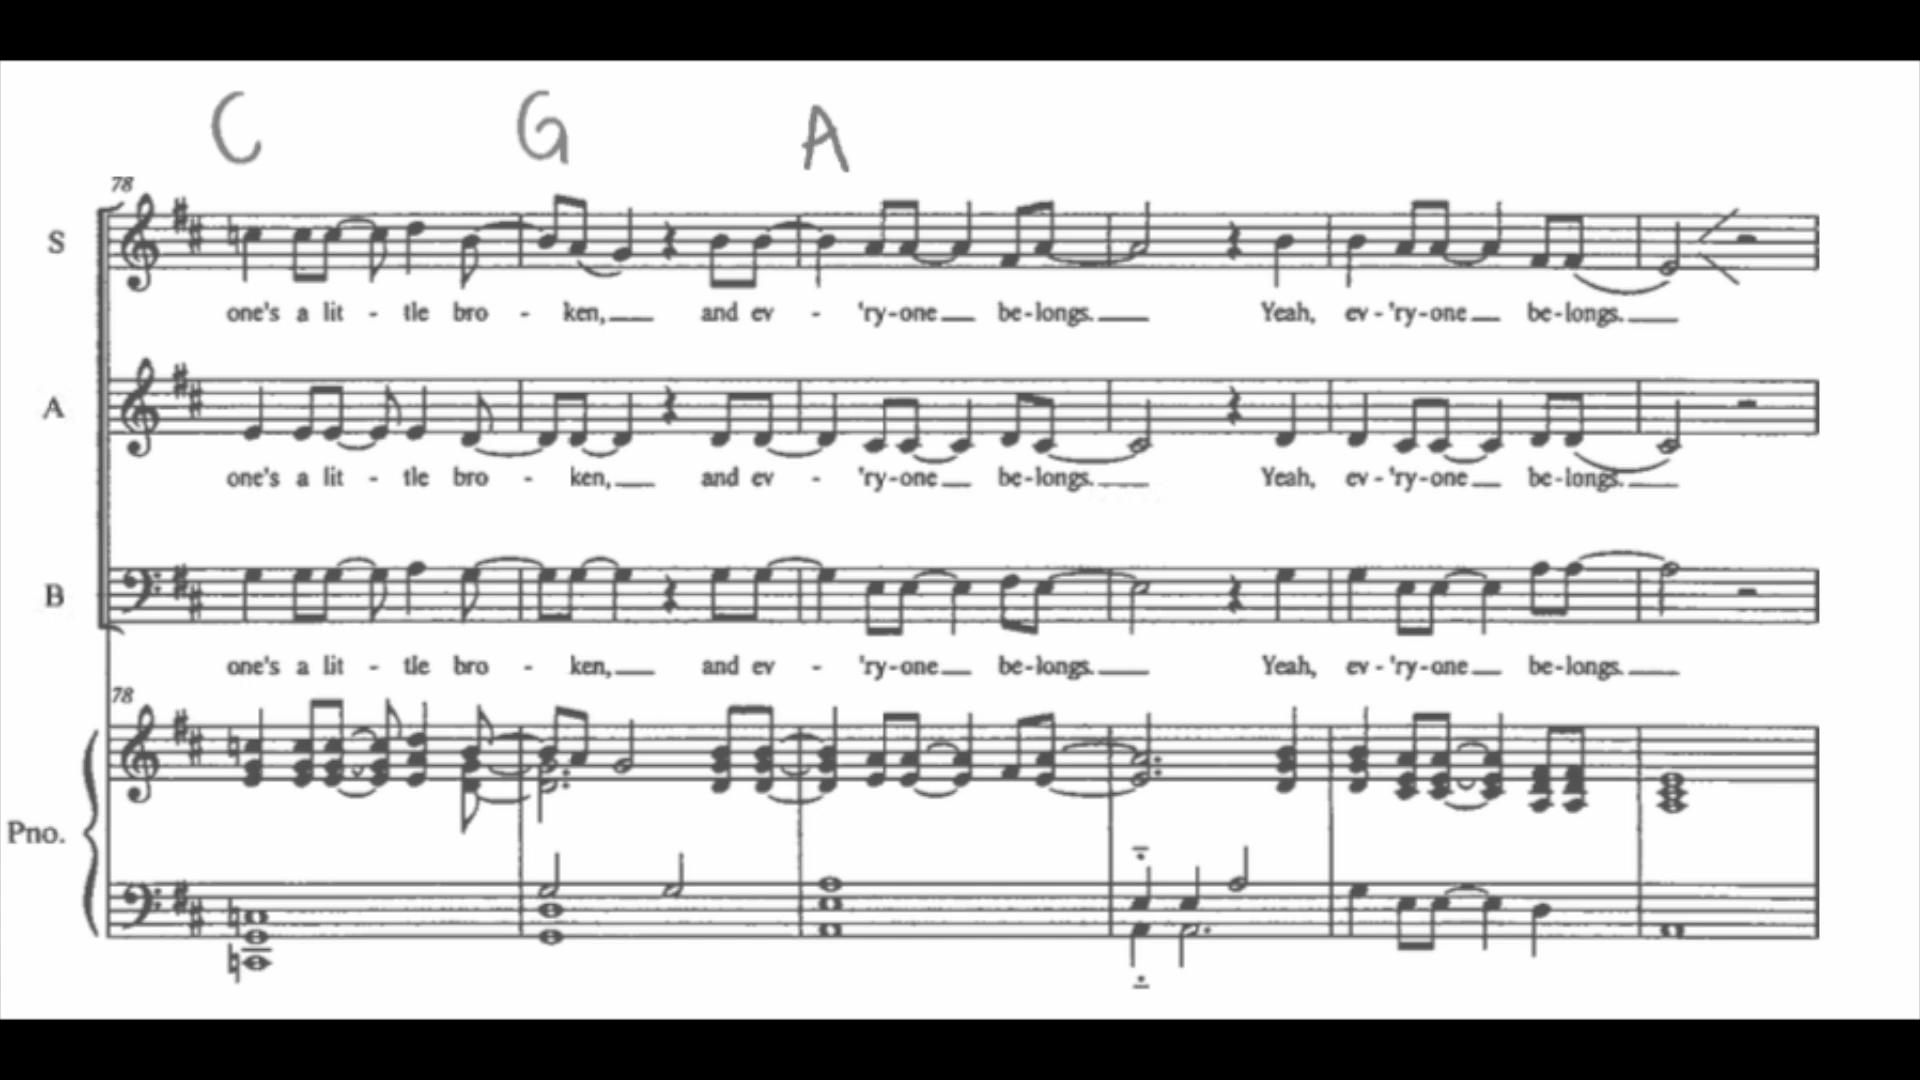 C G A
78
S
one's a lit - tle bro - ken, and ev - 'ry-one be-longs. Yeah, ev-'ry-one be-longs.
A
one's a lit - tle bro - ken, and ev - 'ry-one be-longs. Yeah, ev-'ry-one be-longs.
B
one's a lit - tle bro - ken, and ev - 'ry-one be-longs. Yeah, ev-'ry-one be-longs.
78
Pno.